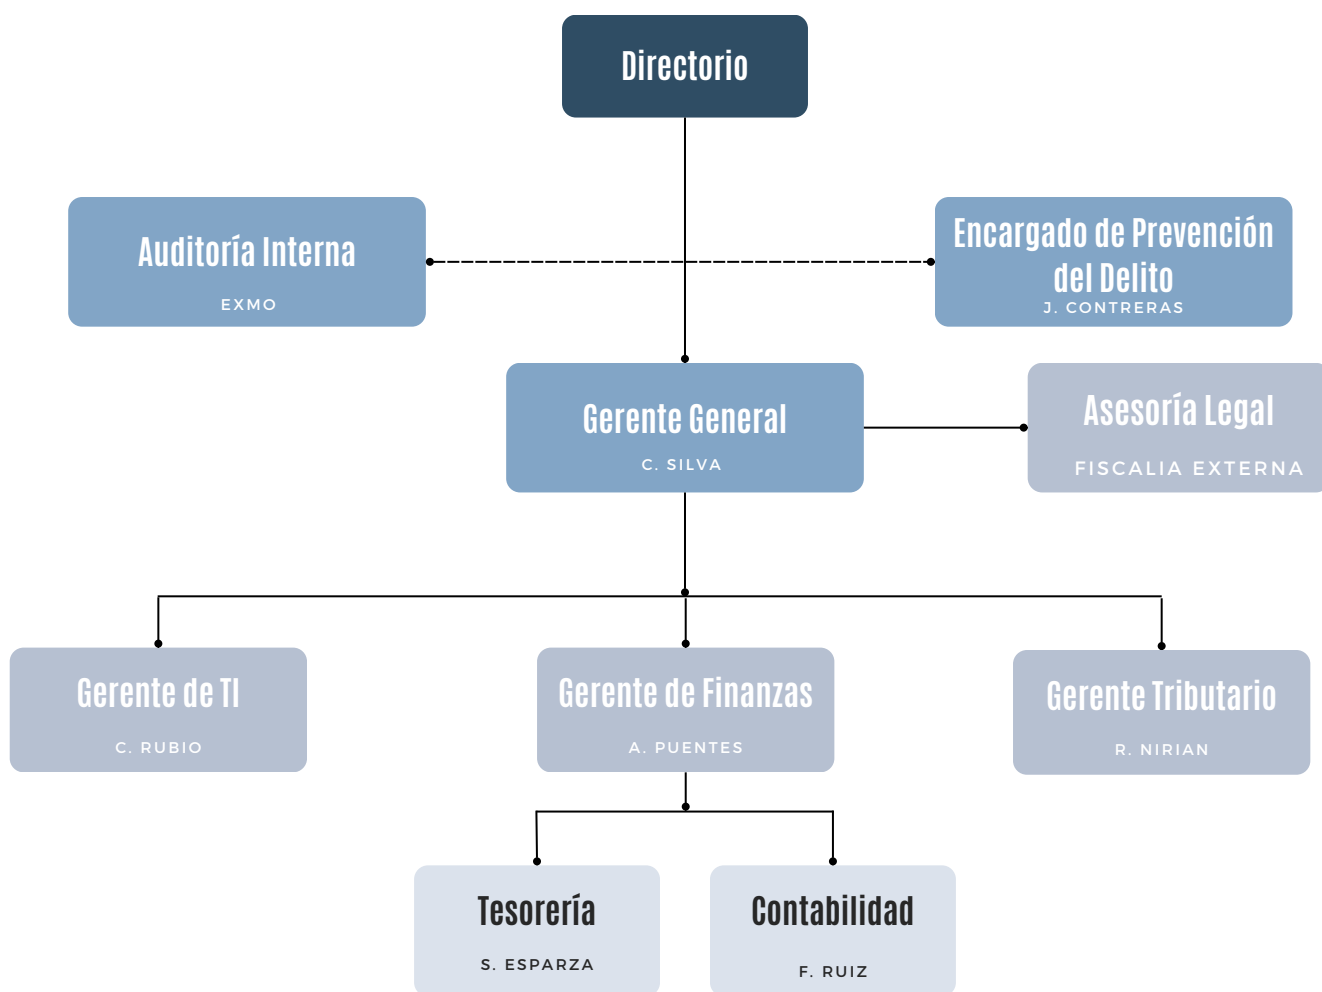 Directorio
Auditoría Interna
EXMO
Encargado de Prevención
del Delito
J. CONTRERAS
Gerente General
C. SILVA
Asesoría Legal
FISCALIA EXTERNA
Gerente de TI
C. RUBIO
Gerente de Finanzas
A. PUENTES
Gerente Tributario
R. NIRIAN
Tesorería
S. ESPARZA
Contabilidad
F. RUIZ